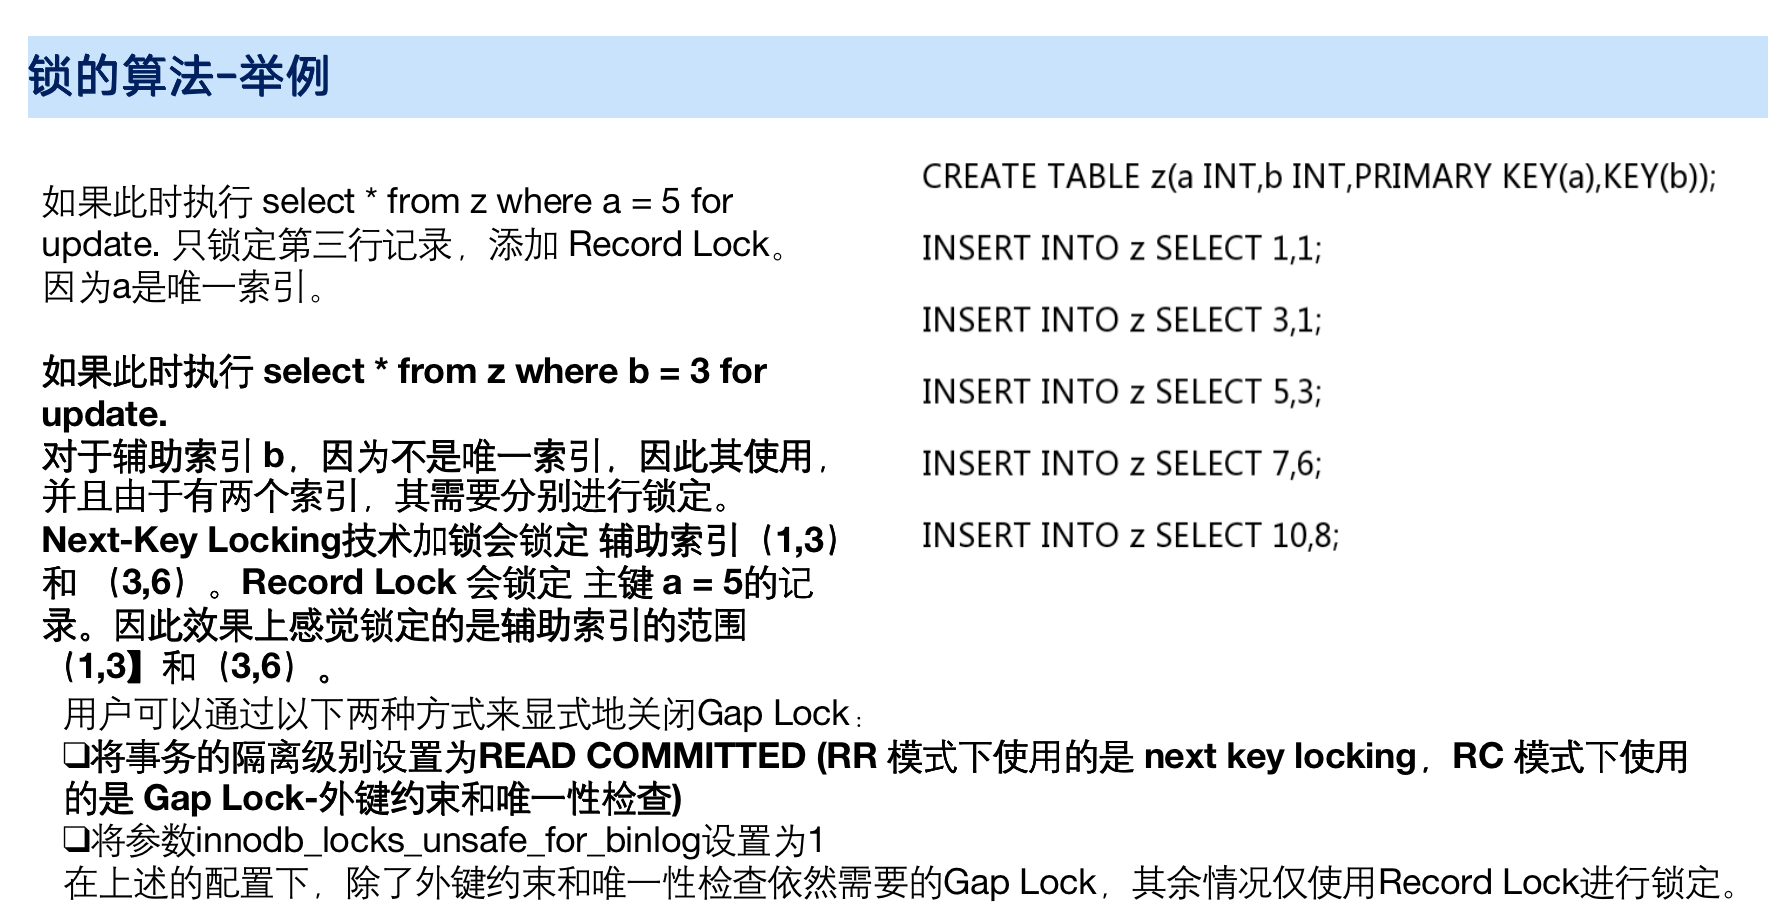 锁的算法-举例
如果此时执行 select * from z where a = 5 for
update. 只锁定第三行记录，添加 Record Lock。
因为a是唯一索引。
如果此时执行 select * from z where b = 3 for
update.
对于辅助索引 b，因为不是唯一索引，因此其使用，
并且由于有两个索引，其需要分别进行锁定。
Next-Key Locking技术加锁会锁定 辅助索引（1,3）
和 （3,6）。Record Lock 会锁定 主键 a = 5的记
录。因此效果上感觉锁定的是辅助索引的范围
（1,3】和（3,6）。
CREATE TABLE z(a INT,b INT,PRIMARY KEY(a),KEY(b));
INSERT INTO z SELECT 1,1;
INSERT INTO z SELECT 3,1;
INSERT INTO z SELECT 5,3;
INSERT INTO z SELECT 7,6;
INSERT INTO z SELECT 10,8;
用户可以通过以下两种方式来显式地关闭Gap Lock：
❑将事务的隔离级别设置为READ COMMITTED (RR 模式下使用的是 next key locking，RC 模式下使用
的是 Gap Lock-外键约束和唯一性检查)
❑将参数innodb_locks_unsafe_for_binlog设置为1
在上述的配置下，除了外键约束和唯一性检查依然需要的Gap Lock，其余情况仅使用Record Lock进行锁定。